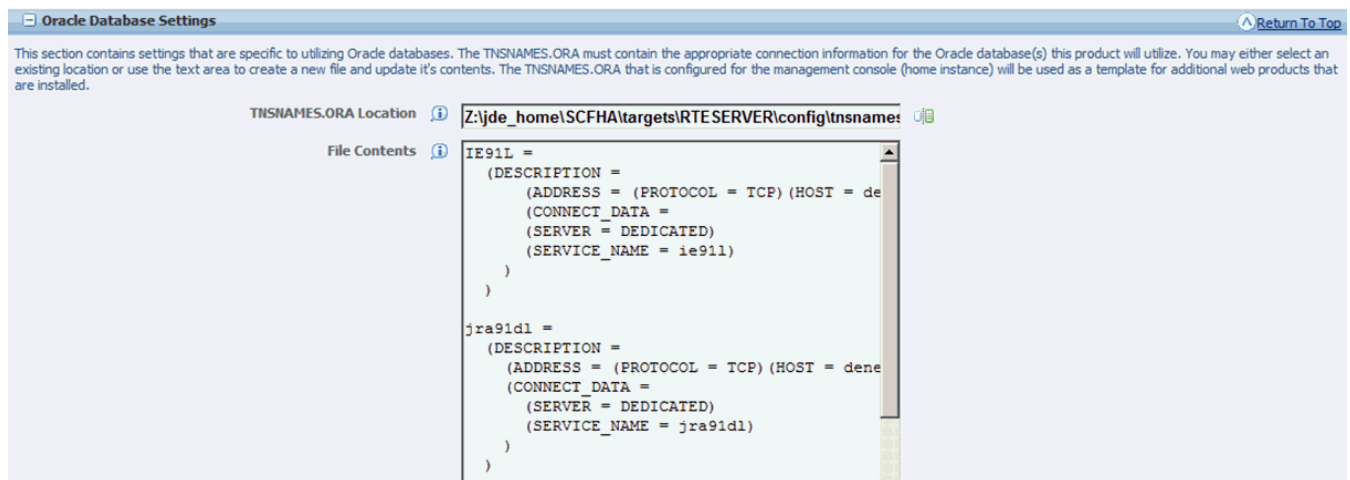 Oracle Database Settings
Return To Top
This section contains settings that are specific to utilizing Oracle databases. The TNSNAMES.ORA must contain the appropriate connection information for the Oracle database(s) this product will utilize. You may either select an
existing location or use the text area to create a new file and update it's contents. The TNSNAMES.ORA that is configured for the management console (home instance) will be used as a template for additional web products that
are installed.
TNSNAMES.ORA Location
Z:\jde_home\SCFHA\targets\RTESERVER\config\tnsnames
File Contents
IE91L =
(DESCRIPTION =
(ADDRESS = (PROTOCOL = TCP)(HOST = de
(CONNECT_DATA =
(SERVER = DEDICATED)
(SERVICE_NAME = ie91l)
)
)
jra91dl =
(DESCRIPTION =
(ADDRESS = (PROTOCOL = TCP)(HOST = dene
(CONNECT_DATA =
(SERVER = DEDICATED)
(SERVICE_NAME = jra91dl)
)
)